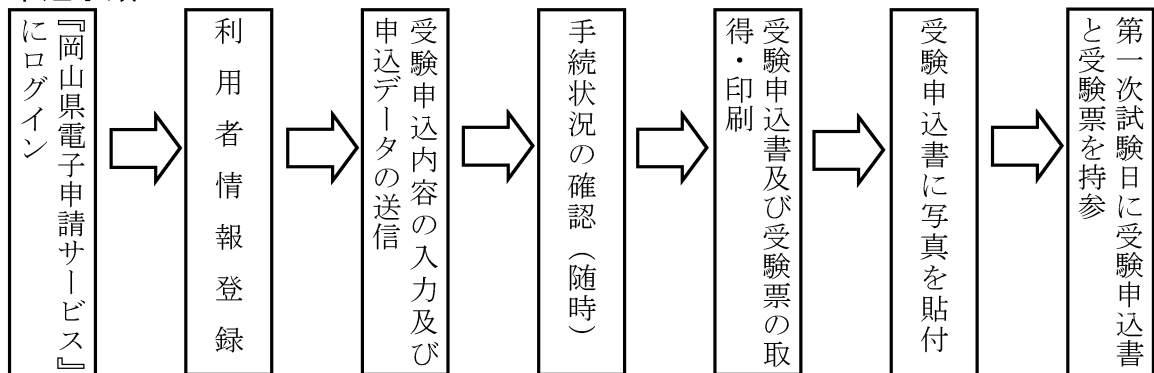 『岡山県電子申請サービス』
にログイン
利用者情報登録
受験申込内容の入力及び
申込データの送信
手続状況の確認（随時）
受験申込書及び受験票の取
得・印刷
受験申込書に写真を貼付
第一次試験日に受験申込書
と受験票を持参